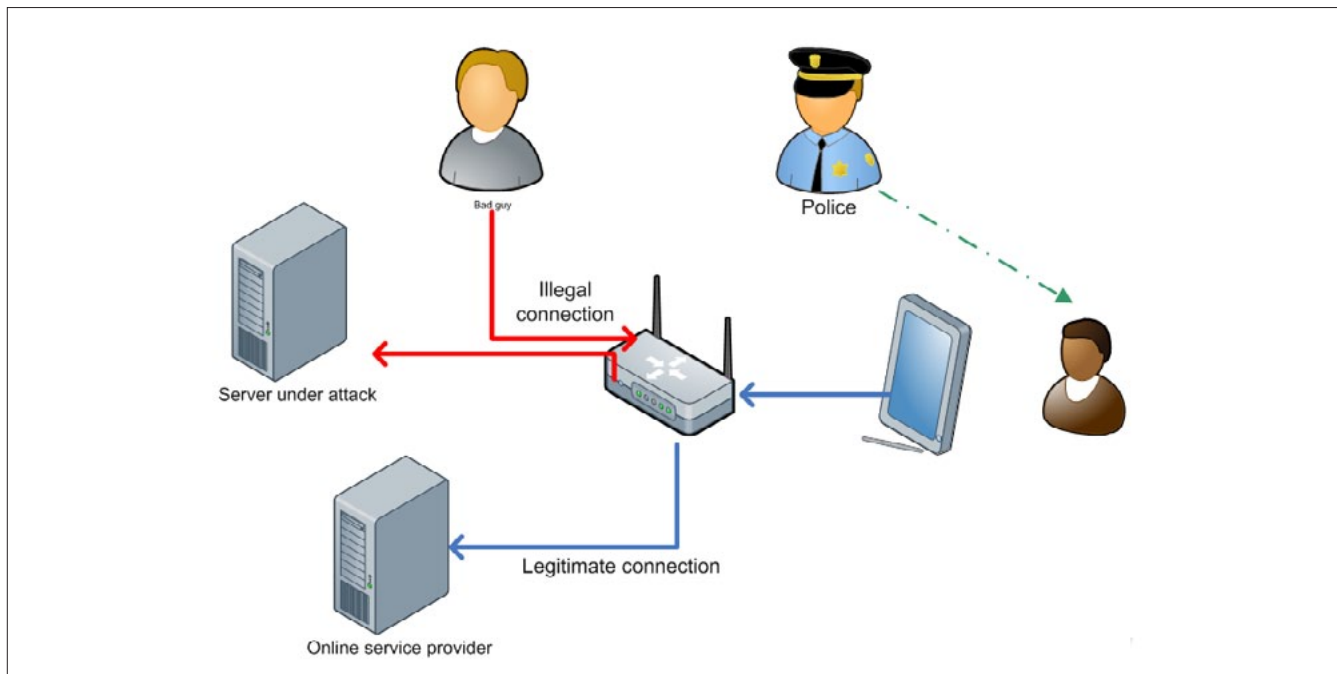 Bad guy
Police
Illegal
connection
Server under attack
Legitimate connection
Online service provider